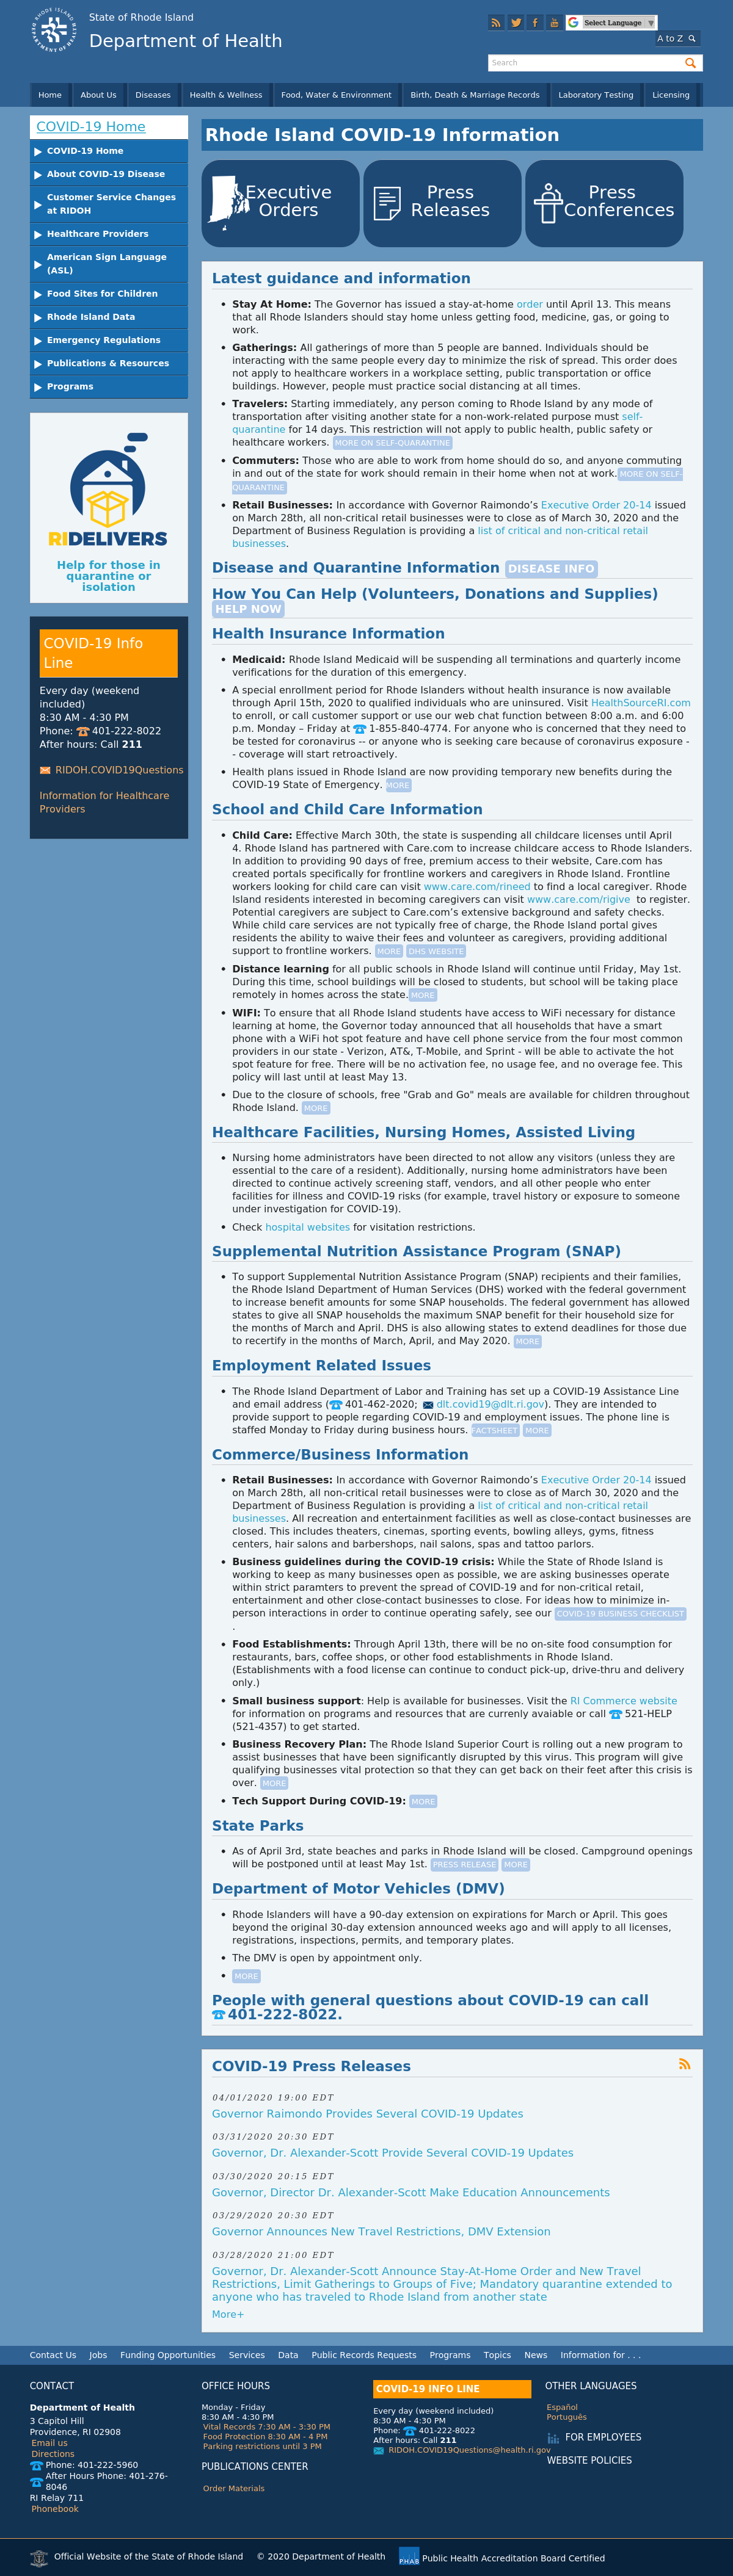 State of Rhode Island
Department of Health
Select Language
A to Z
Search
Home
About Us
Diseases
Health & Wellness
Food, Water & Environment
Birth, Death & Marriage Records
Laboratory Testing
Licensing
COVID-19 Home
COVID-19 Home
About COVID-19 Disease
Customer Service Changes
at RIDOH
Healthcare Providers
American Sign Language
(ASL)
Food Sites for Children
Rhode Island Data
Emergency Regulations
Publications & Resources
Programs
RIDELIVERS
Help for those in
quarantine or
isolation
COVID-19 Info
Line
Every day (weekend
included)
8:30 AM - 4:30 PM
Phone: 401-222-8022
After hours: Call 211
RIDOH.COVID19Questions
Information for Healthcare
Providers
Rhode Island COVID-19 Information
Executive
Orders
Press
Releases
Press
Conferences
Latest guidance and information
• Stay At Home: The Governor has issued a stay-at-home order until April 13. This means
that all Rhode Islanders should stay home unless getting food, medicine, gas, or going to
work.
• Gatherings: All gatherings of more than 5 people are banned. Individuals should be
interacting with the same people every day to minimize the risk of spread. This order does
not apply to healthcare workers in a workplace setting, public transportation or office
buildings. However, people must practice social distancing at all times.
• Travelers: Starting immediately, any person coming to Rhode Island by any mode of
transportation after visiting another state for a non-work-related purpose must self-
quarantine for 14 days. This restriction will not apply to public health, public safety or
healthcare workers. MORE ON SELF-QUARANTINE
• Commuters: Those who are able to work from home should do so, and anyone commuting
in and out of the state for work should remain in their home when not at work. MORE ON SELF-
QUARANTINE
• Retail Businesses: In accordance with Governor Raimondo’s Executive Order 20-14 issued
on March 28th, all non-critical retail businesses were to close as of March 30, 2020 and the
Department of Business Regulation is providing a list of critical and non-critical retail
businesses.
Disease and Quarantine Information DISEASE INFO
How You Can Help (Volunteers, Donations and Supplies)
HELP NOW
Health Insurance Information
• Medicaid: Rhode Island Medicaid will be suspending all terminations and quarterly income
verifications for the duration of this emergency.
• A special enrollment period for Rhode Islanders without health insurance is now available
through April 15th, 2020 to qualified individuals who are uninsured. Visit HealthSourceRI.com
to enroll, or call customer support or use our web chat function between 8:00 a.m. and 6:00
p.m. Monday – Friday at 1-855-840-4774. For anyone who is concerned that they need to
be tested for coronavirus -- or anyone who is seeking care because of coronavirus exposure -
- coverage will start retroactively.
• Health plans issued in Rhode Island are now providing temporary new benefits during the
COVID-19 State of Emergency. MORE
School and Child Care Information
• Child Care: Effective March 30th, the state is suspending all childcare licenses until April
4. Rhode Island has partnered with Care.com to increase childcare access to Rhode Islanders.
In addition to providing 90 days of free, premium access to their website, Care.com has
created portals specifically for frontline workers and caregivers in Rhode Island. Frontline
workers looking for child care can visit www.care.com/rineed to find a local caregiver. Rhode
Island residents interested in becoming caregivers can visit www.care.com/rigive to register.
Potential caregivers are subject to Care.com’s extensive background and safety checks.
While child care services are not typically free of charge, the Rhode Island portal gives
residents the ability to waive their fees and volunteer as caregivers, providing additional
support to frontline workers. MORE DHS WEBSITE
• Distance learning for all public schools in Rhode Island will continue until Friday, May 1st.
During this time, school buildings will be closed to students, but school will be taking place
remotely in homes across the state. MORE
• WIFI: To ensure that all Rhode Island students have access to WiFi necessary for distance
learning at home, the Governor today announced that all households that have a smart
phone with a WiFi hot spot feature and have cell phone service from the four most common
providers in our state - Verizon, AT&, T-Mobile, and Sprint - will be able to activate the hot
spot feature for free. There will be no activation fee, no usage fee, and no overage fee. This
policy will last until at least May 13.
• Due to the closure of schools, free "Grab and Go" meals are available for children throughout
Rhode Island. MORE
Healthcare Facilities, Nursing Homes, Assisted Living
• Nursing home administrators have been directed to not allow any visitors (unless they are
essential to the care of a resident). Additionally, nursing home administrators have been
directed to continue actively screening staff, vendors, and all other people who enter
facilities for illness and COVID-19 risks (for example, travel history or exposure to someone
under investigation for COVID-19).
• Check hospital websites for visitation restrictions.
Supplemental Nutrition Assistance Program (SNAP)
• To support Supplemental Nutrition Assistance Program (SNAP) recipients and their families,
the Rhode Island Department of Human Services (DHS) worked with the federal government
to increase benefit amounts for some SNAP households. The federal government has allowed
states to give all SNAP households the maximum SNAP benefit for their household size for
the months of March and April. DHS is also allowing states to extend deadlines for those due
to recertify in the months of March, April, and May 2020. MORE
Employment Related Issues
• The Rhode Island Department of Labor and Training has set up a COVID-19 Assistance Line
and email address ( 401-462-2020; dlt.covid19@dlt.ri.gov). They are intended to
provide support to people regarding COVID-19 and employment issues. The phone line is
staffed Monday to Friday during business hours. FACTSHEET MORE
Commerce/Business Information
• Retail Businesses: In accordance with Governor Raimondo’s Executive Order 20-14 issued
on March 28th, all non-critical retail businesses were to close as of March 30, 2020 and the
Department of Business Regulation is providing a list of critical and non-critical retail
businesses. All recreation and entertainment facilities as well as close-contact businesses are
closed. This includes theaters, cinemas, sporting events, bowling alleys, gyms, fitness
centers, hair salons and barbershops, nail salons, spas and tattoo parlors.
• Business guidelines during the COVID-19 crisis: While the State of Rhode Island is
working to keep as many businesses open as possible, we are asking businesses operate
within strict paramters to prevent the spread of COVID-19 and for non-critical retail,
entertainment and other close-contact businesses to close. For ideas how to minimize in-
person interactions in order to continue operating safely, see our COVID-19 BUSINESS CHECKLIST
.
• Food Establishments: Through April 13th, there will be no on-site food consumption for
restaurants, bars, coffee shops, or other food establishments in Rhode Island.
(Establishments with a food license can continue to conduct pick-up, drive-thru and delivery
only.)
• Small business support: Help is available for businesses. Visit the RI Commerce website
for information on programs and resources that are currenly avaiable or call 521-HELP
(521-4357) to get started.
• Business Recovery Plan: The Rhode Island Superior Court is rolling out a new program to
assist businesses that have been significantly disrupted by this virus. This program will give
qualifying businesses vital protection so that they can get back on their feet after this crisis is
over. MORE
• Tech Support During COVID-19: MORE
State Parks
• As of April 3rd, state beaches and parks in Rhode Island will be closed. Campground openings
will be postponed until at least May 1st. PRESS RELEASE MORE
Department of Motor Vehicles (DMV)
• Rhode Islanders will have a 90-day extension on expirations for March or April. This goes
beyond the original 30-day extension announced weeks ago and will apply to all licenses,
registrations, inspections, permits, and temporary plates.
• The DMV is open by appointment only.
• MORE
People with general questions about COVID-19 can call
401-222-8022.
COVID-19 Press Releases
04/01/2020 19:00 EDT
Governor Raimondo Provides Several COVID-19 Updates
03/31/2020 20:30 EDT
Governor, Dr. Alexander-Scott Provide Several COVID-19 Updates
03/30/2020 20:15 EDT
Governor, Director Dr. Alexander-Scott Make Education Announcements
03/29/2020 20:30 EDT
Governor Announces New Travel Restrictions, DMV Extension
03/28/2020 21:00 EDT
Governor, Dr. Alexander-Scott Announce Stay-At-Home Order and New Travel
Restrictions, Limit Gatherings to Groups of Five; Mandatory quarantine extended to
anyone who has traveled to Rhode Island from another state
More+
Contact Us
Jobs
Funding Opportunities
Services
Data
Public Records Requests
Programs
Topics
News
Information for . . .
CONTACT
Department of Health
3 Capitol Hill
Providence, RI 02908
Email us
Directions
Phone: 401-222-5960
After Hours Phone: 401-276-
8046
RI Relay 711
Phonebook
OFFICE HOURS
Monday - Friday
8:30 AM - 4:30 PM
Vital Records 7:30 AM - 3:30 PM
Food Protection 8:30 AM - 4 PM
Parking restrictions until 3 PM
PUBLICATIONS CENTER
Order Materials
COVID-19 INFO LINE
Every day (weekend included)
8:30 AM - 4:30 PM
Phone: 401-222-8022
After hours: Call 211
RIDOH.COVID19Questions@health.ri.gov
OTHER LANGUAGES
Español
Português
FOR EMPLOYEES
WEBSITE POLICIES
Official Website of the State of Rhode Island
© 2020 Department of Health
PHAB
Public Health Accreditation Board Certified